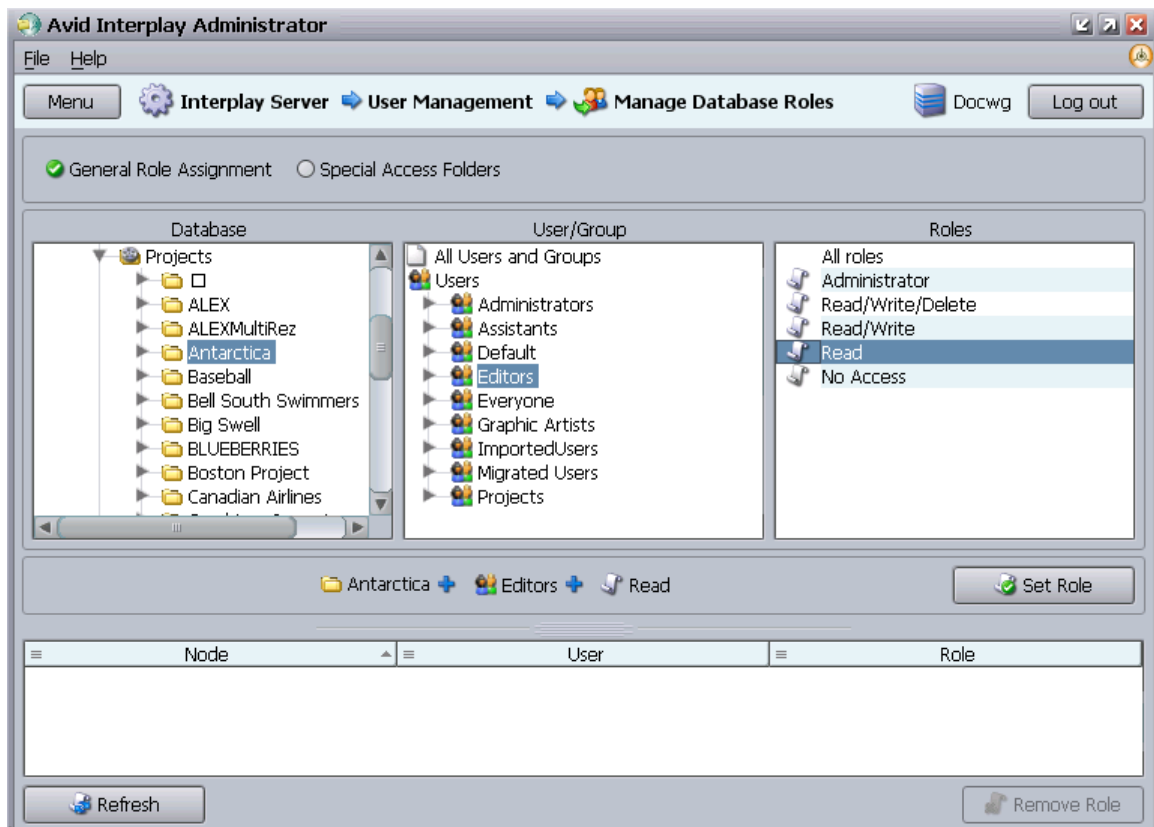 Avid Interplay Administrator
File Help
Menu Interplay Server User Management Manage Database Roles Docwg Log out
General Role Assignment Special Access Folders
Database User/Group Roles
Projects
ALEX
ALEXMultiRez
Antarctica
Baseball
Bell South Swimmers
Big Swell
BLUEBERRIES
Boston Project
Canadian Airlines
All Users and Groups
Users
Administrators
Assistants
Default
Editors
Everyone
Graphic Artists
ImportedUsers
Migrated Users
Projects
All roles
Administrator
Read/Write/Delete
Read/Write
Read
No Access
Antarctica + Editors + Read Set Role
Node User Role
Refresh Remove Role